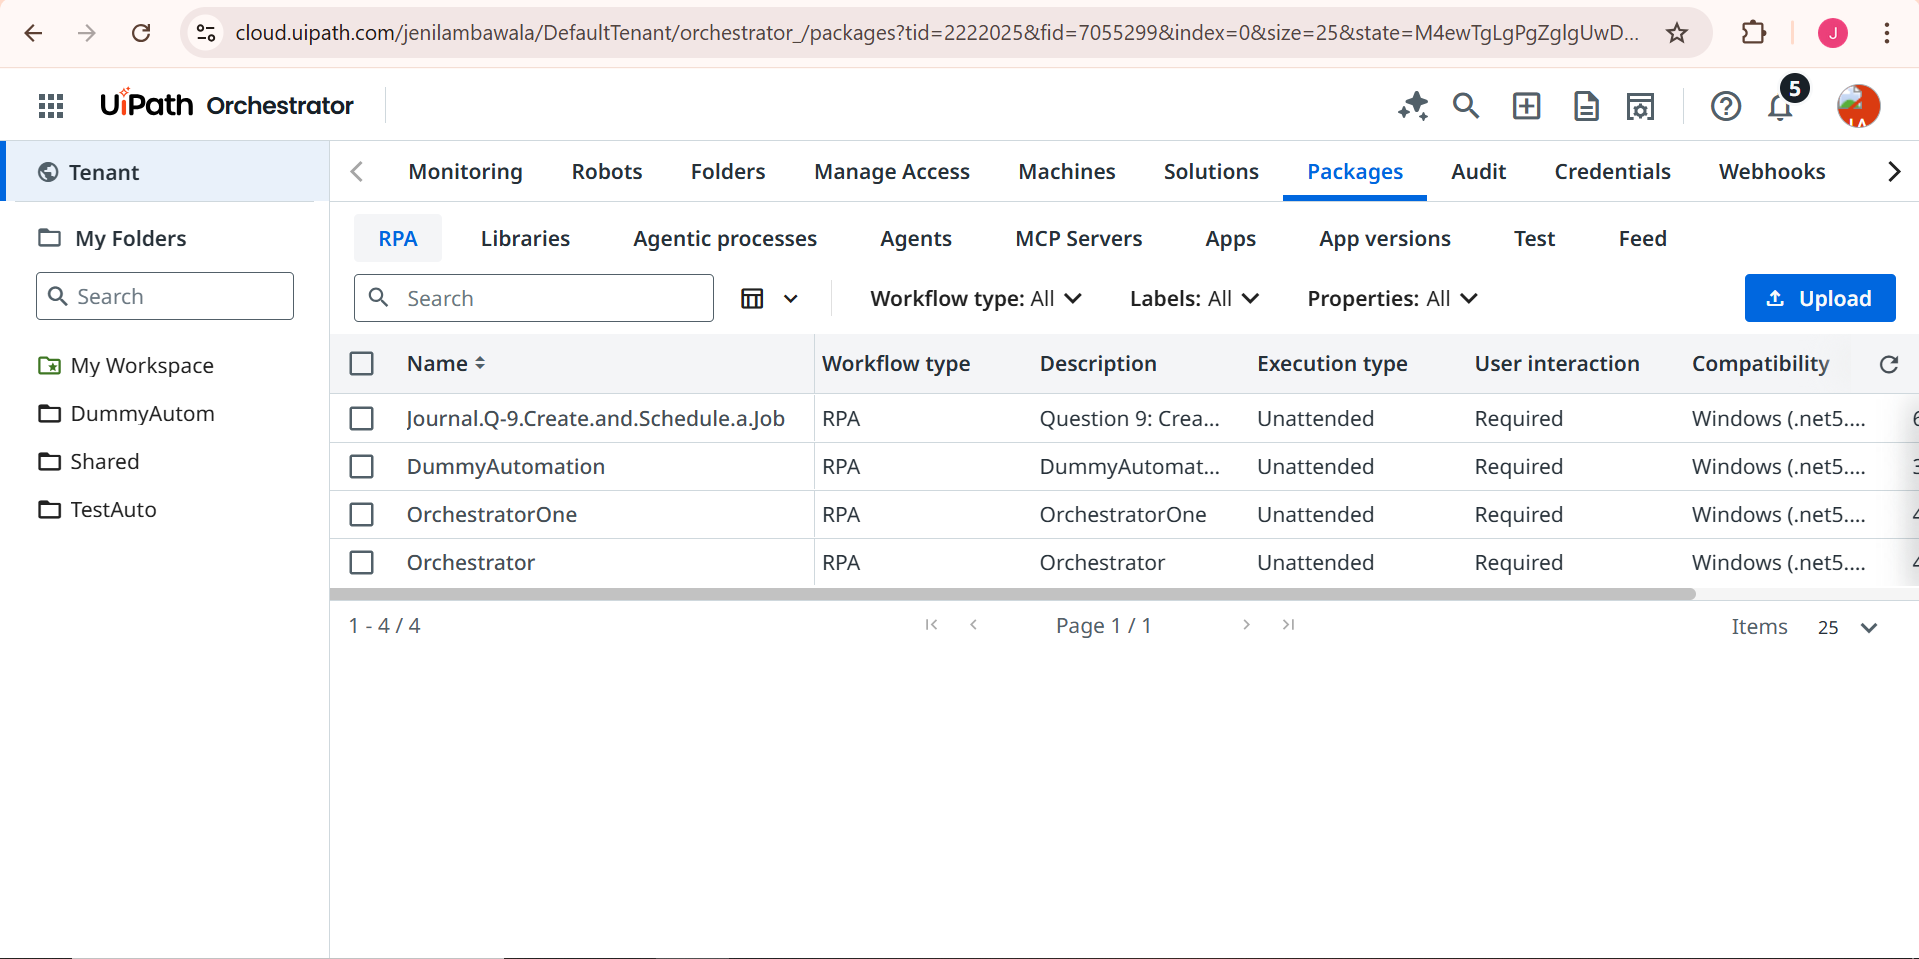 cloud.uipath.com/jenilambawala/DefaultTenant/orchestrator_/packages?tid=2222025&fid=7055299&index=0&size=25&state=M4ewTgLgPgZglgUwD...
J
UiPath Orchestrator
5
Tenant
Monitoring Robots Folders Manage Access Machines Solutions Packages Audit Credentials Webhooks
My Folders
RPA Libraries Agentic processes Agents MCP Servers Apps App versions Test Feed
Search
Search Workflow type: All Labels: All Properties: All Upload
Name Workflow type Description Execution type User interaction Compatibility
My Workspace
DummyAutom
Shared
TestAuto
Journal.Q-9.Create.and.Schedule.a.Job RPA Question 9: Crea... Unattended Required Windows (.net5....
DummyAutomation RPA DummyAutomat... Unattended Required Windows (.net5....
OrchestratorOne RPA OrchestratorOne Unattended Required Windows (.net5....
Orchestrator RPA Orchestrator Unattended Required Windows (.net5....
1 - 4 / 4 Page 1 / 1 Items 25